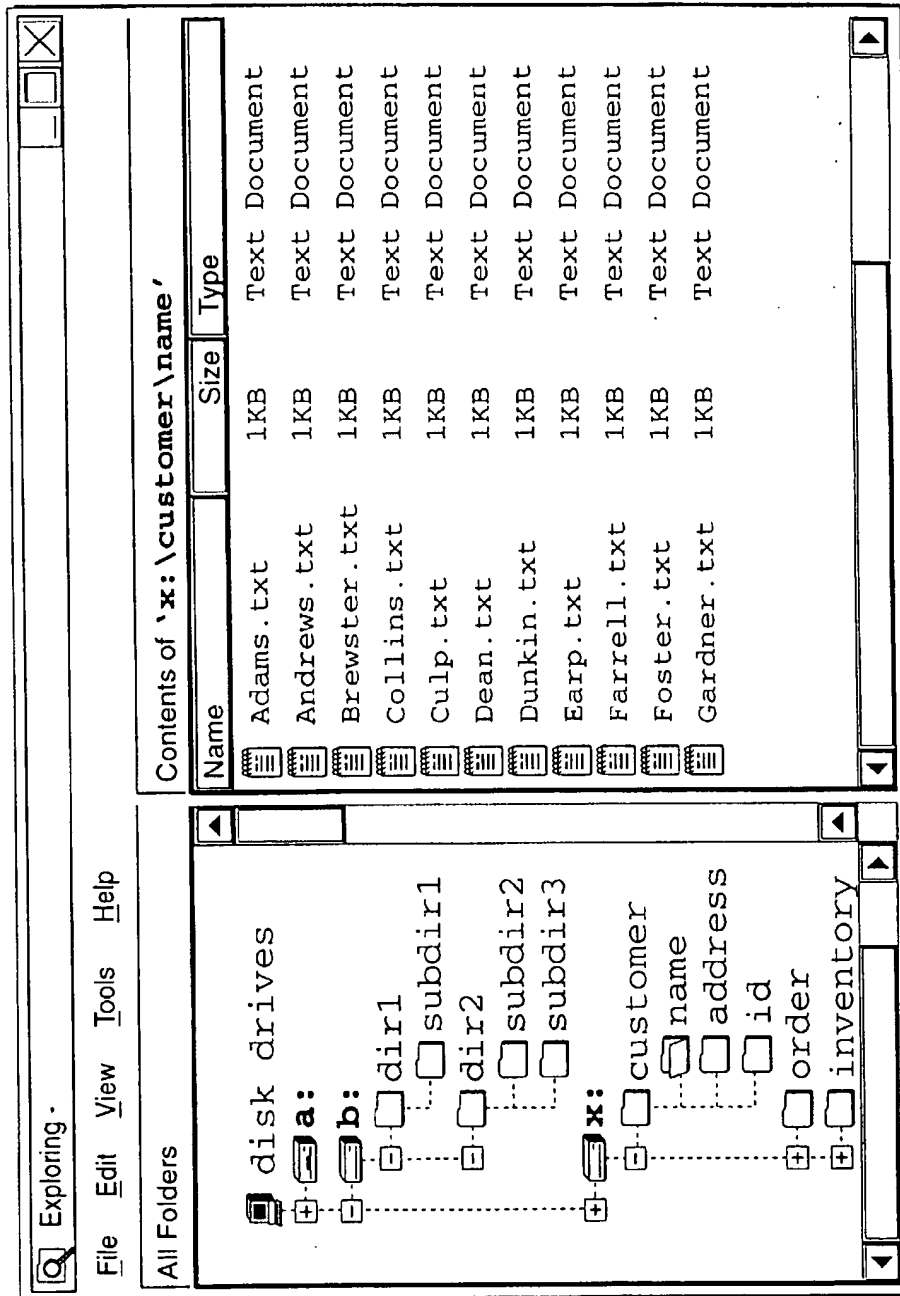 Exploring -
File Edit View Tools Help
All Folders
disk drives
a:
b:
dir1
subdir1
dir2
subdir2
subdir3
x:
customer
name
address
id
order
inventory
Contents of 'x:\customer\name'
Name Size Type
Adams.txt 1KB Text Document
Andrews.txt 1KB Text Document
Brewster.txt 1KB Text Document
Collins.txt 1KB Text Document
Culp.txt 1KB Text Document
Dean.txt 1KB Text Document
Dunkin.txt 1KB Text Document
Earp.txt 1KB Text Document
Farrell.txt 1KB Text Document
Foster.txt 1KB Text Document
Gardner.txt 1KB Text Document